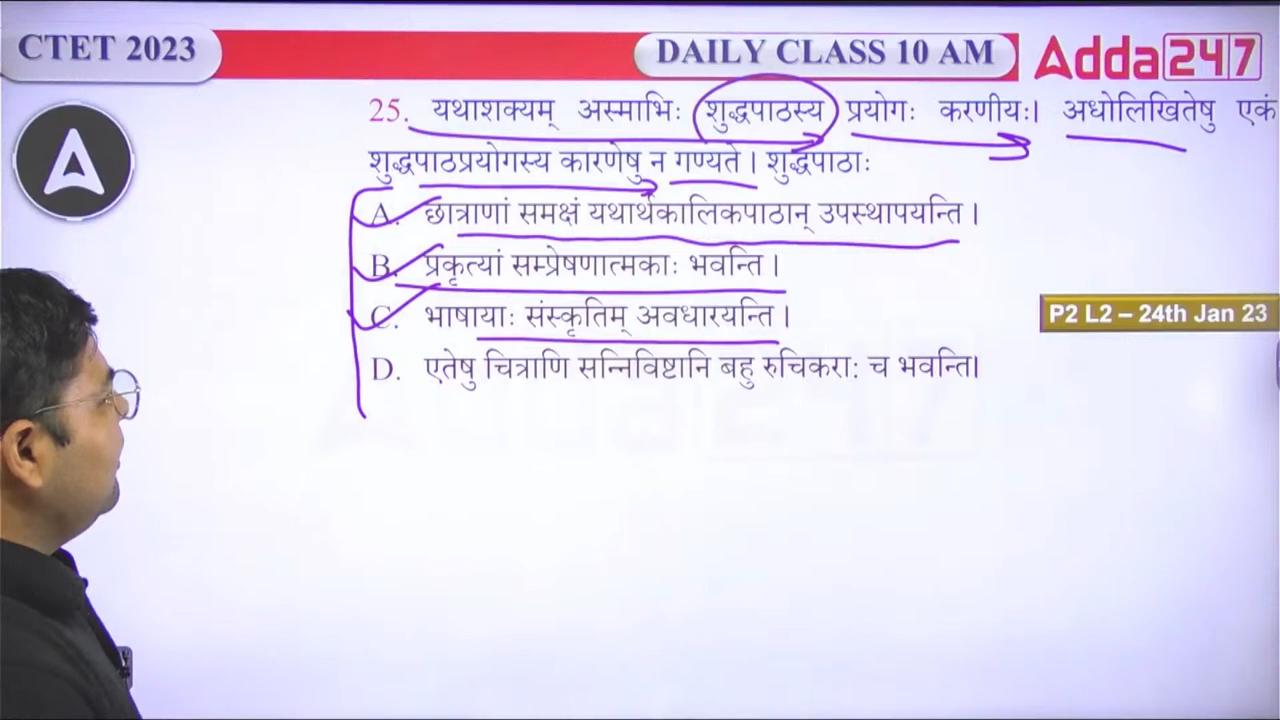 CTET 2023
DAILY CLASS 10 AM
Adda247
25. यथाशक्यम् अस्माभिः शुद्धपाठस्य प्रयोगः करणीयः। अधोलिखितेषु एकं
शुद्धपाठप्रयोगस्य कारणेषु न गण्यते। शुद्धपाठाः
A. छात्राणां समक्षं यथार्थकालिकपाठान् उपस्थापयन्ति।
B. प्रकृत्यां सम्प्रेषणात्मकाः भवन्ति।
C. भाषायाः संस्कृतिम् अवधारयन्ति।
P2 L2 – 24th Jan 23
D. एतेषु चित्राणि सन्निविष्टानि बहु रुचिकराः च भवन्ति।